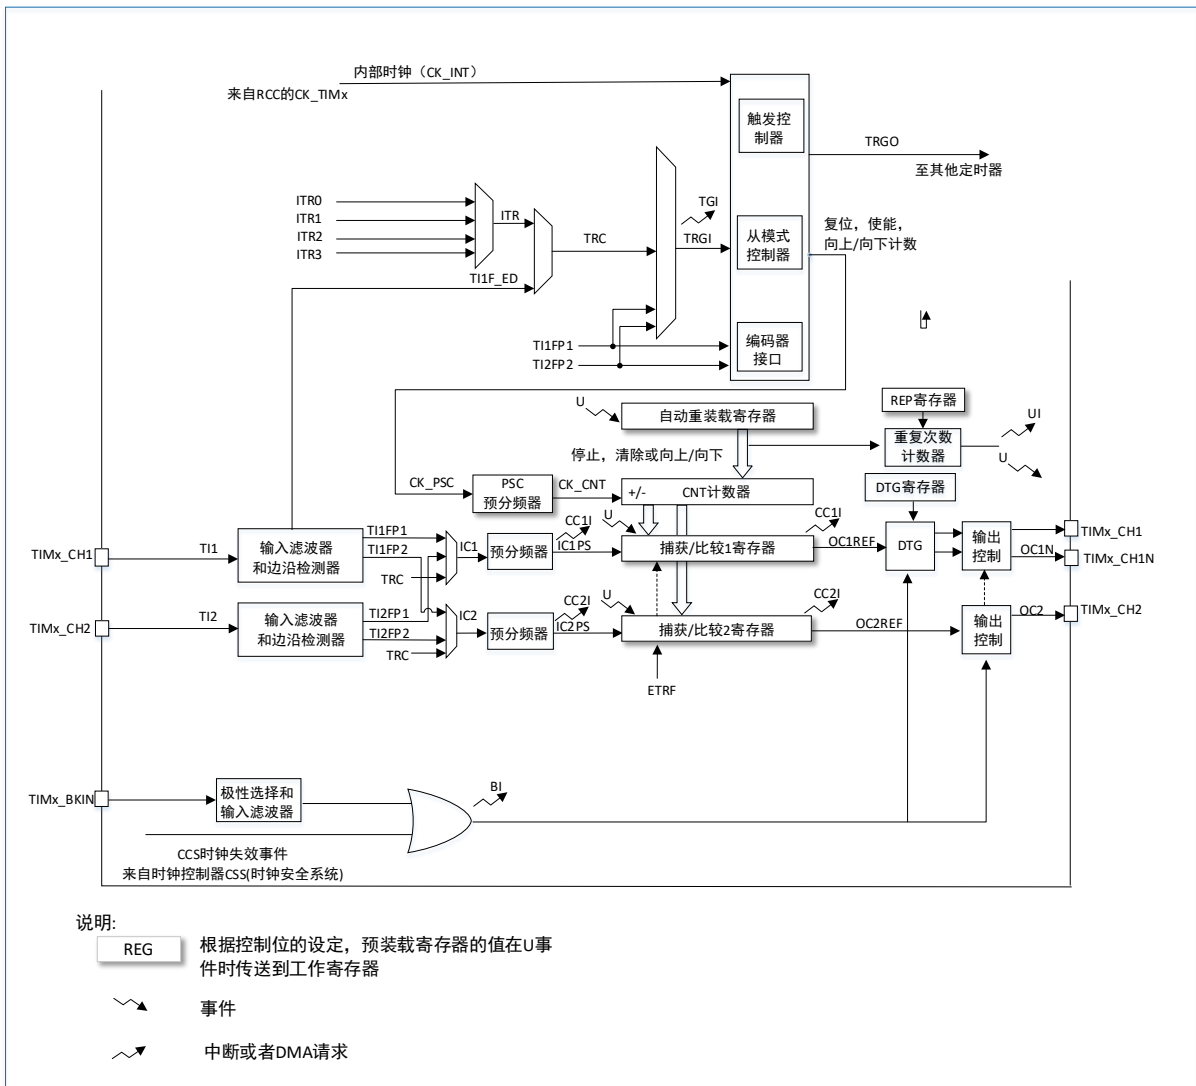 内部时钟（CK_INT）
来自RCC的CK_TIMx
触发控
制器
TRGO
至其他定时器
ITR0
ITR1
ITR2
ITR3
ITR
TRC
TGI
TRGI
从模式
控制器
复位，使能，
向上/向下计数
TI1F_ED
TI1FP1
TI2FP2
编码器
接口
U
自动重装载寄存器
REP寄存器
UI
停止，清除或向上/向下
重复次数
计数器
U
CK_PSC
PSC
预分频器
CK_CNT
+/-
CNT计数器
DTG寄存器
TIMx_CH1
TI1
输入滤波器
和边沿检测器
TI1FP1
TI1FP2
TRC
IC1
预分频器
CC1I
IC1PS
U
捕获/比较1寄存器
CC1I
OC1REF
DTG
输出
控制
OC1N
TIMx_CH1
TIMx_CH1N
TIMx_CH2
TI2
输入滤波器
和边沿检测器
TI2FP1
TI2FP2
TRC
IC2
预分频器
CC2I
IC2PS
U
捕获/比较2寄存器
CC2I
OC2REF
输出
控制
OC2
TIMx_CH2
ETRF
TIMx_BKIN
极性选择和
输入滤波器
BI
CCS时钟失效事件
来自时钟控制器CSS(时钟安全系统)
说明:
REG
根据控制位的设定，预装载寄存器的值在U事
件时传送到工作寄存器
事件
中断或者DMA请求